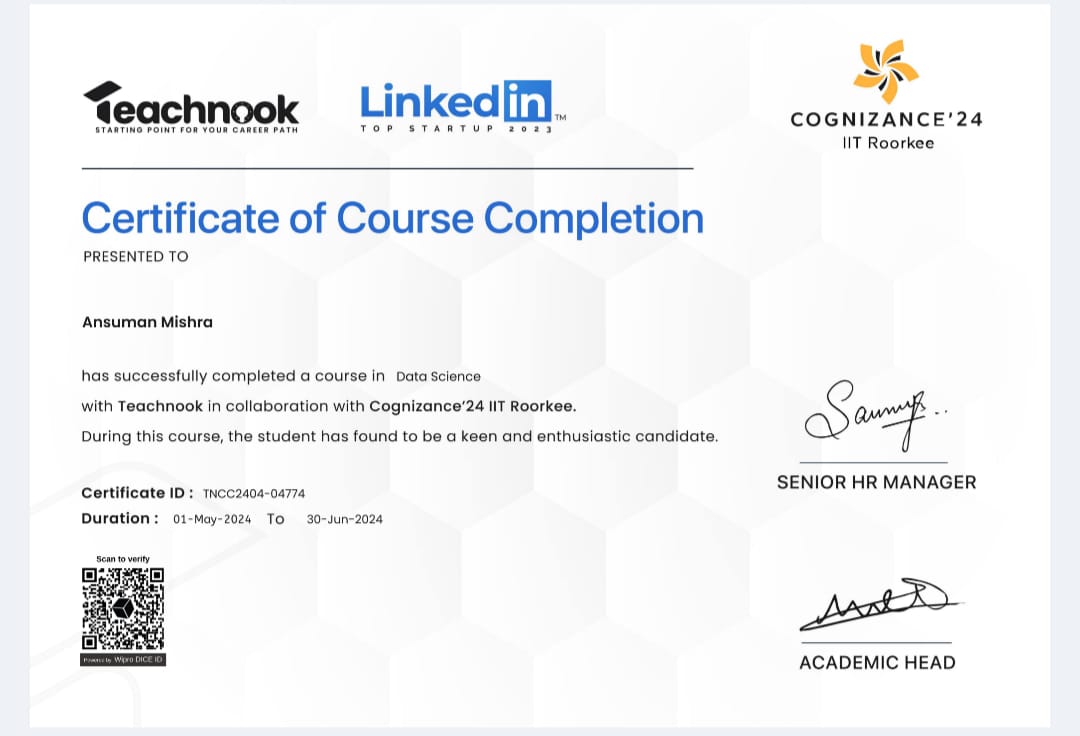 Teachnook
STARTING POINT FOR YOUR CAREER PATH
LinkedIn™
TOP STARTUP 2023
COGNIZANCE'24
IIT Roorkee
Certificate of Course Completion
PRESENTED TO
Ansuman Mishra
has successfully completed a course in Data Science
with Teachnook in collaboration with Cognizance'24 IIT Roorkee.
During this course, the student has found to be a keen and enthusiastic candidate.
Certificate ID : TNCC2404-04774
Duration : 01-May-2024 To 30-Jun-2024
Scan to verify
Powered by Wipro DICE ID
SENIOR HR MANAGER
ACADEMIC HEAD